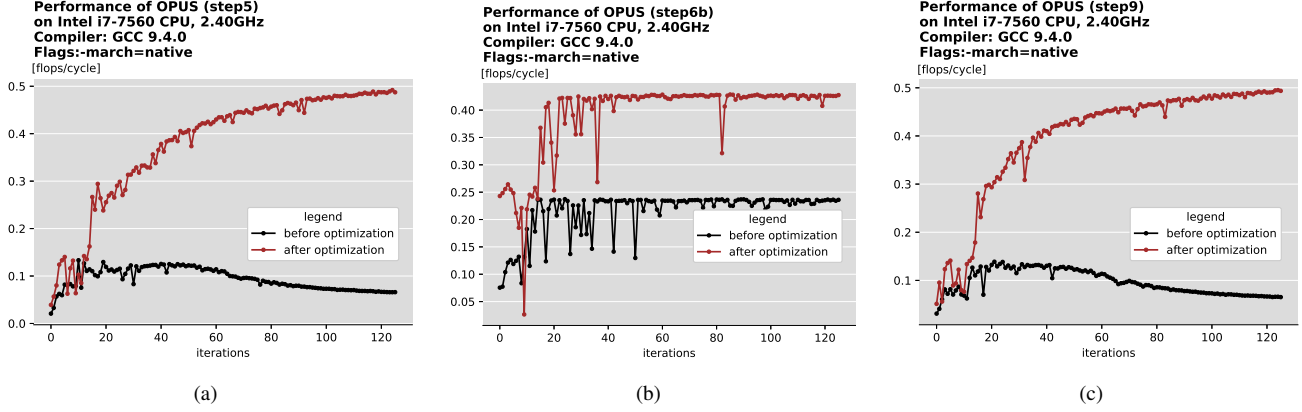 Performance of OPUS (step5)
on Intel i7-7560 CPU, 2.40GHz
Compiler: GCC 9.4.0
Flags:-march=native
[flops/cycle]
0.5
0.4
0.3
0.2
0.1
0.0
legend
before optimization
after optimization
0 20 40 60 80 100 120
iterations
(a)
Performance of OPUS (step6b)
on Intel i7-7560 CPU, 2.40GHz
Compiler: GCC 9.4.0
Flags:-march=native
[flops/cycle]
0.40
0.35
0.30
0.25
0.20
0.15
0.10
0.05
legend
before optimization
after optimization
0 20 40 60 80 100 120
iterations
(b)
Performance of OPUS (step9)
on Intel i7-7560 CPU, 2.40GHz
Compiler: GCC 9.4.0
Flags:-march=native
[flops/cycle]
0.5
0.4
0.3
0.2
0.1
legend
before optimization
after optimization
0 20 40 60 80 100 120
iterations
(c)